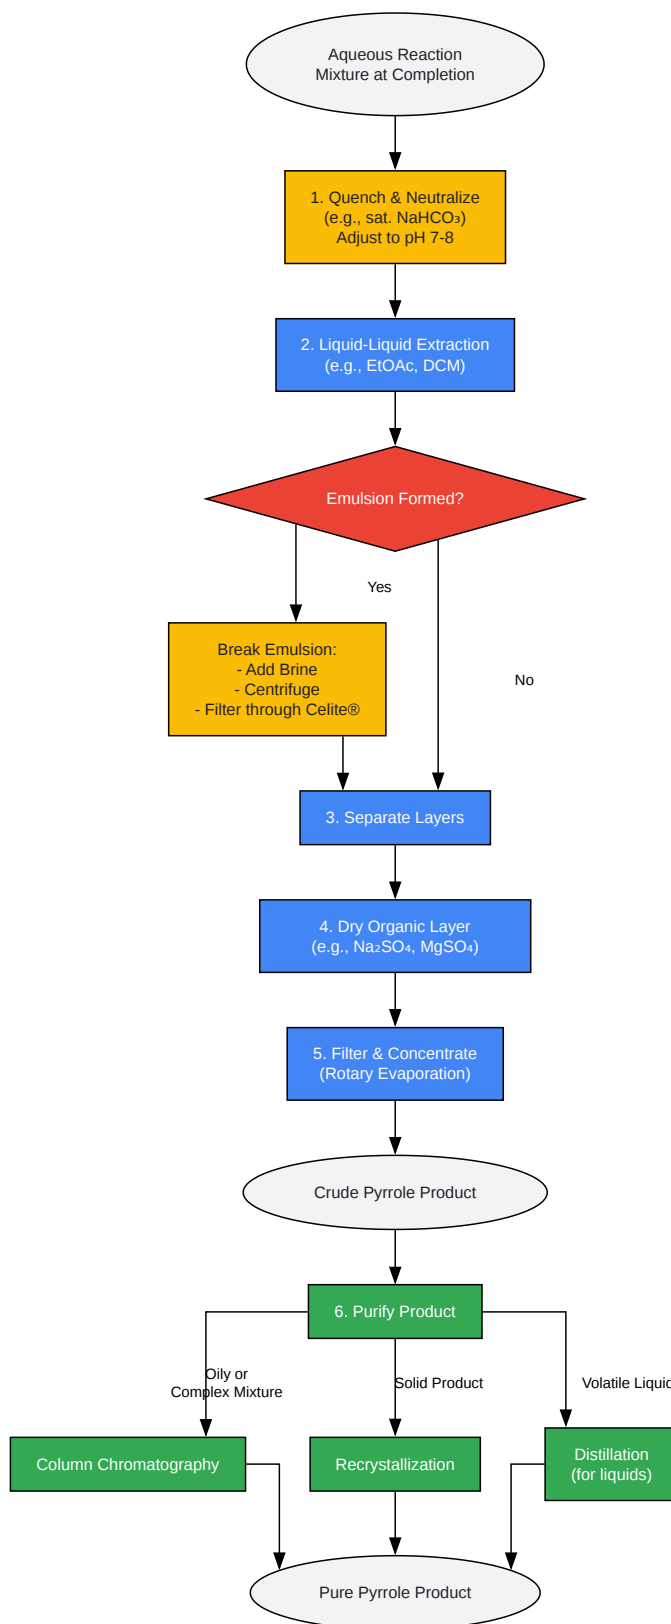 Aqueous Reaction
Mixture at Completion
1. Quench & Neutralize
(e.g., sat. NaHCO₃)
Adjust to pH 7-8
2. Liquid-Liquid Extraction
(e.g., EtOAc, DCM)
Emulsion Formed?
Yes
Break Emulsion:
- Add Brine
- Centrifuge
- Filter through Celite®
No
3. Separate Layers
4. Dry Organic Layer
(e.g., Na₂SO₄, MgSO₄)
5. Filter & Concentrate
(Rotary Evaporation)
Crude Pyrrole Product
6. Purify Product
Oily or
Complex Mixture
Solid Product
Volatile Liquid
Column Chromatography
Recrystallization
Distillation
(for liquids)
Pure Pyrrole Product